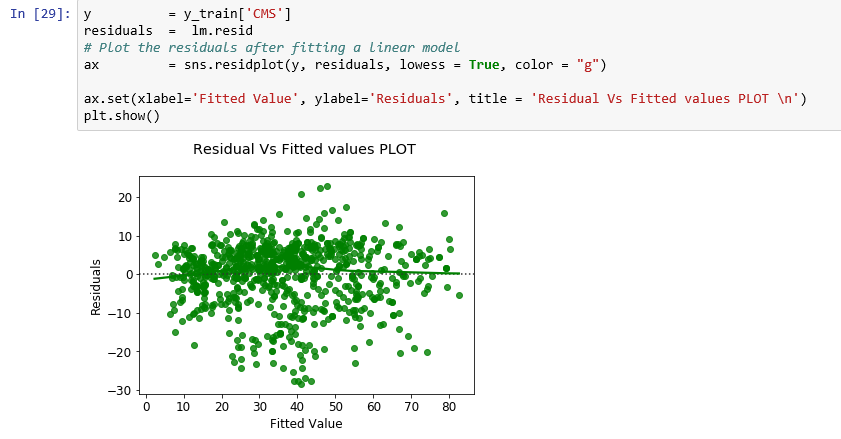 In [29]: y = y_train['CMS']
residuals = lm.resid
# Plot the residuals after fitting a linear model
ax = sns.residplot(y, residuals, lowess = True, color = "g")
ax.set(xlabel='Fitted Value', ylabel='Residuals', title = 'Residual Vs Fitted values PLOT \n')
plt.show()
Residual Vs Fitted values PLOT
20
10
0
−10
−20
−30
Residuals
0 10 20 30 40 50 60 70 80
Fitted Value